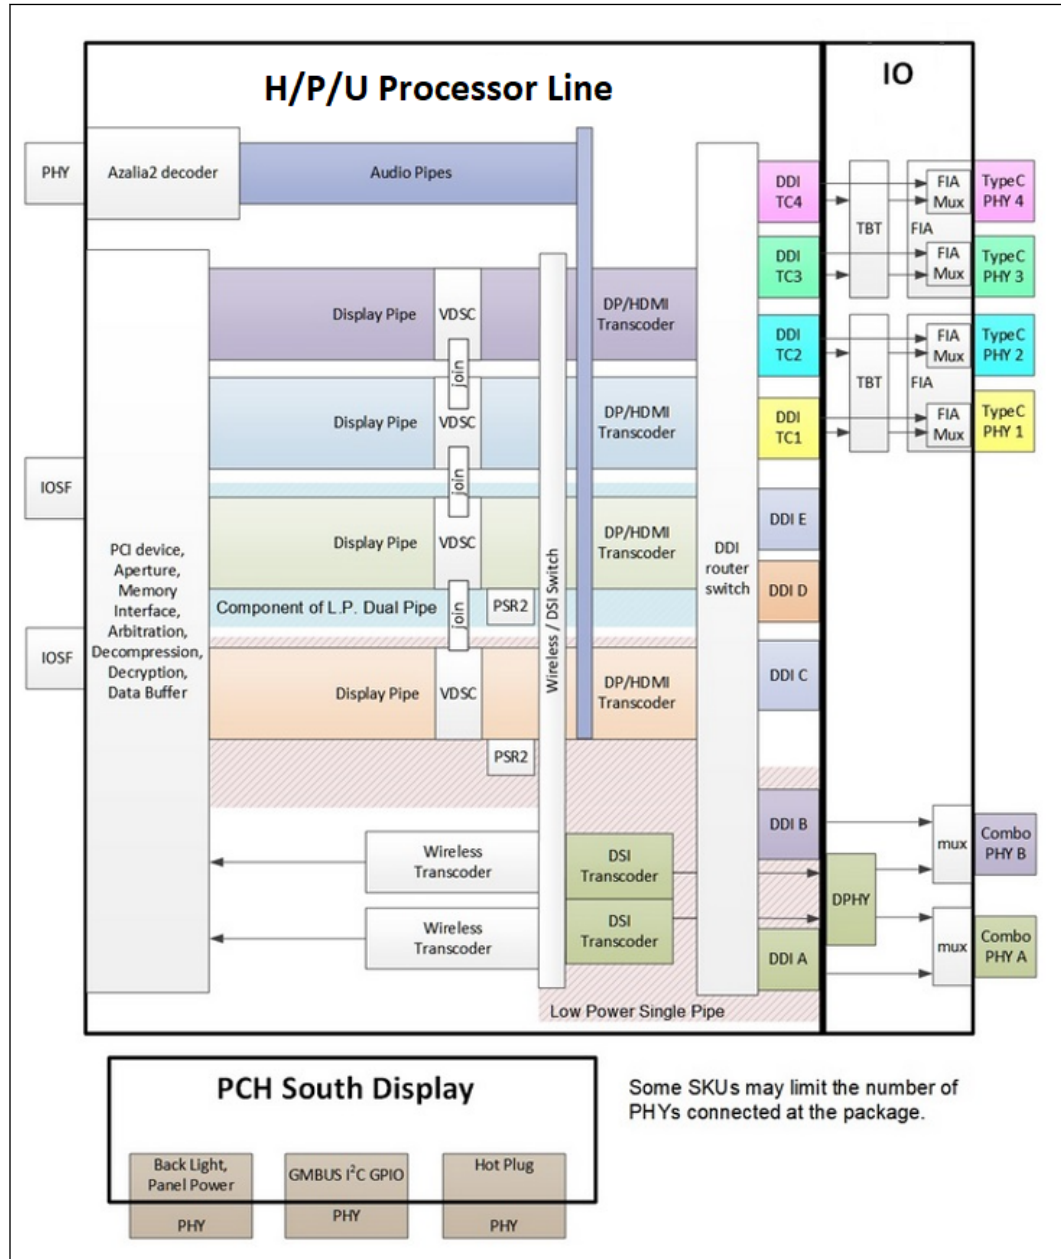 H/P/U Processor Line
IO
PHY
Azalia2 decoder
Audio Pipes
DDI
TC4
TBT
FIA
Mux
FIA
TypeC
PHY 4
DDI
TC3
FIA
Mux
TypeC
PHY 3
Display Pipe
VDSC
DP/HDMI
Transcoder
join
DDI
TC2
TBT
FIA
Mux
FIA
TypeC
PHY 2
Display Pipe
VDSC
DP/HDMI
Transcoder
DDI
TC1
FIA
Mux
TypeC
PHY 1
join
IOSF
PCI device,
Aperture,
Memory
Interface,
Arbitration,
Decompression,
Decryption,
Data Buffer
Display Pipe
VDSC
DP/HDMI
Transcoder
Wireless / DSI Switch
DDI
router
switch
DDI E
DDI D
Component of L.P. Dual Pipe
join
PSR2
IOSF
Display Pipe
VDSC
DP/HDMI
Transcoder
DDI C
PSR2
DDI B
mux
Combo
PHY B
Wireless
Transcoder
DSI
Transcoder
DPHY
Wireless
Transcoder
DSI
Transcoder
DDI A
mux
Combo
PHY A
Low Power Single Pipe
PCH South Display
Back Light,
Panel Power
PHY
GMBUS I²C GPIO
PHY
Hot Plug
PHY
Some SKUs may limit the number of
PHYs connected at the package.